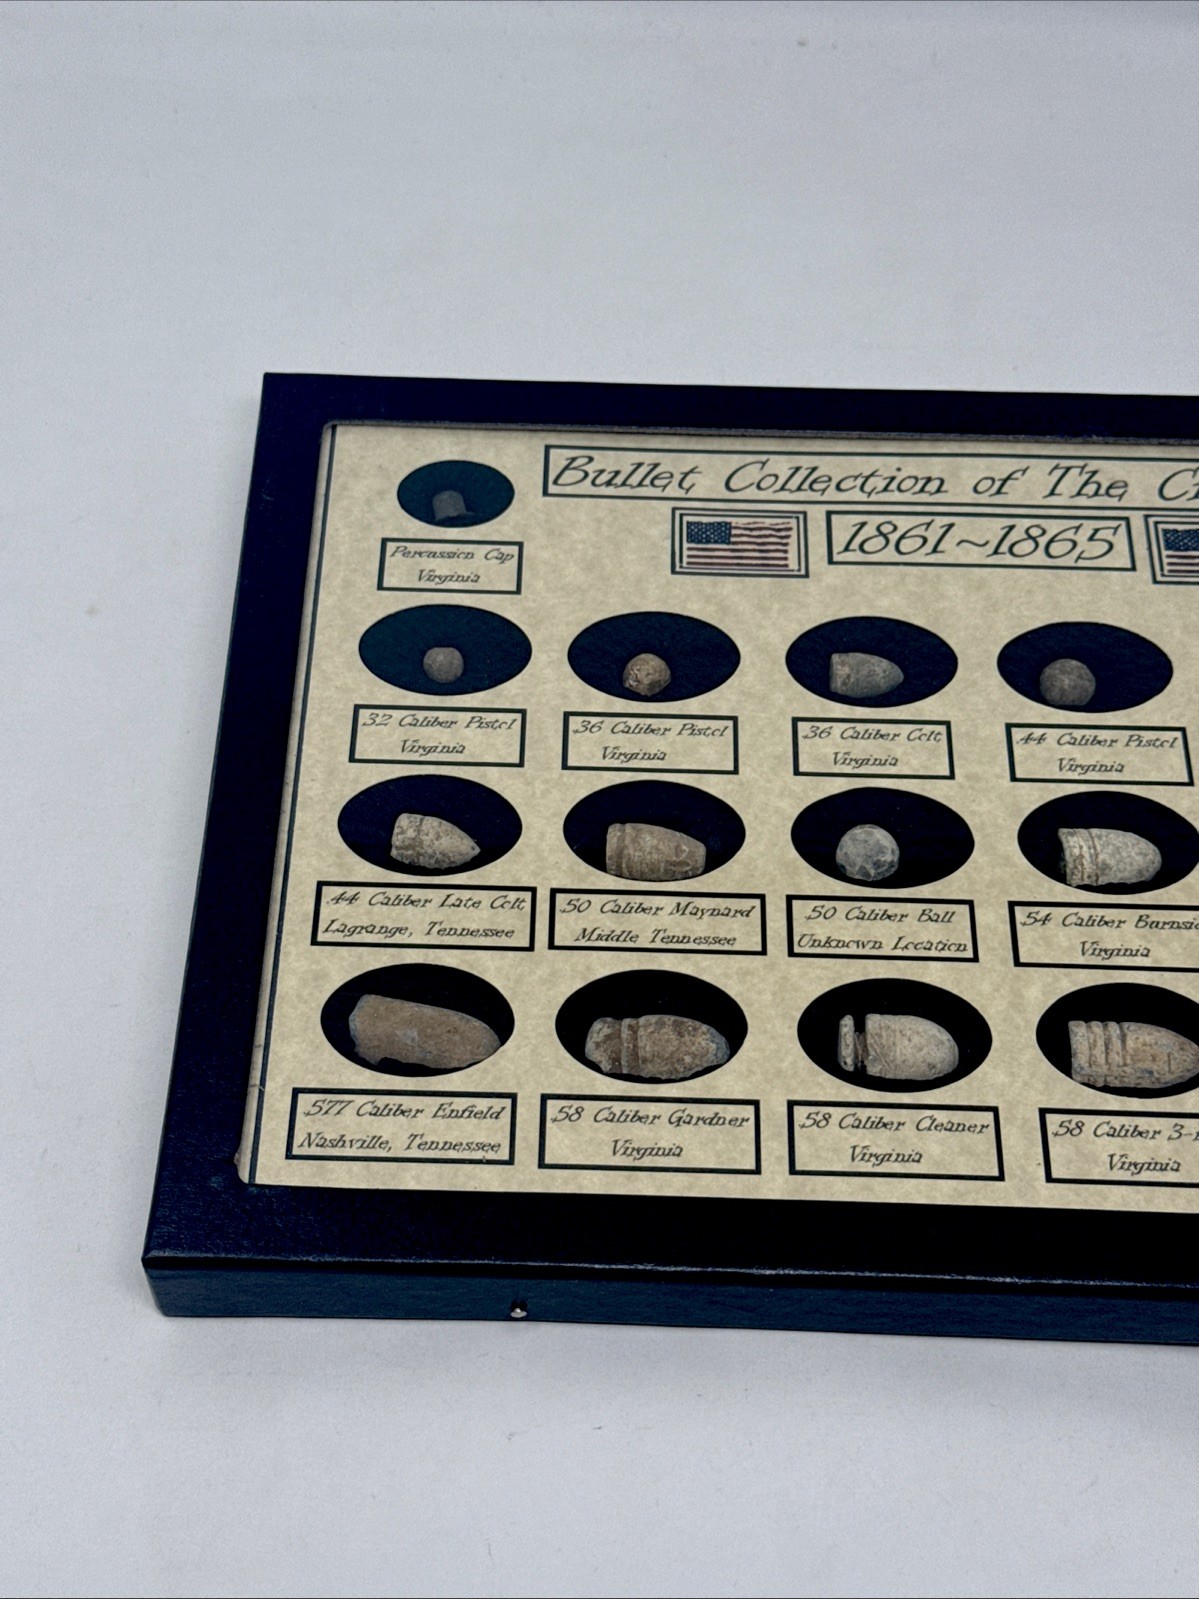 Bullet Collection of The
1861~1865
Percussion Cap
Virginia
.32 Caliber Pistol
Virginia
.36 Caliber Pistol
Virginia
.36 Caliber Colt
Virginia
.44 Caliber Pistol
Virginia
.44 Caliber Late Colt
Lagrange, Tennessee
.50 Caliber Maynard
Middle Tennessee
.50 Caliber Ball
Unknown Location
.54 Caliber
Virginia
.577 Caliber Enfield
Nashville, Tennessee
.58 Caliber Gardner
Virginia
.58 Caliber Cleaner
Virginia
.58 Caliber 3-
Virginia